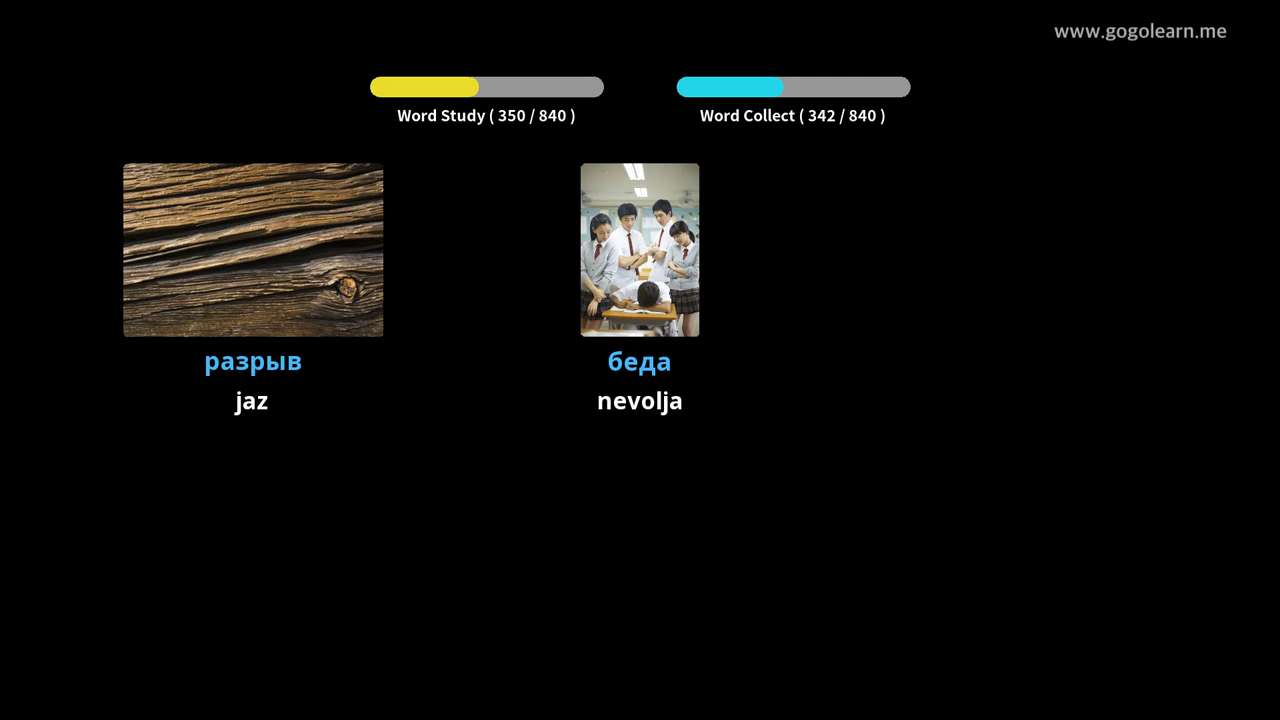 www.gogolearn.me
Word Study ( 350 / 840 )
Word Collect ( 342 / 840 )
разрыв
jaz
беда
nevolja